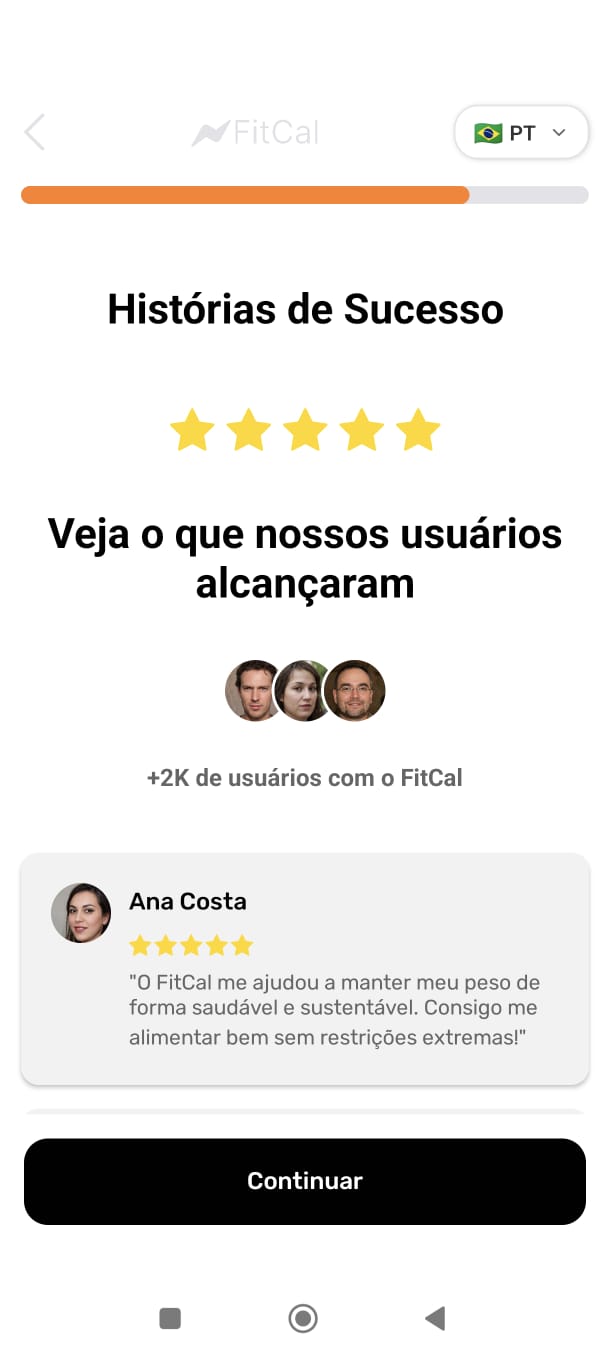 FitCal
PT
Histórias de Sucesso
Veja o que nossos usuários
alcançaram
+2K de usuários com o FitCal
Ana Costa
"O FitCal me ajudou a manter meu peso de
forma saudável e sustentável. Consigo me
alimentar bem sem restrições extremas!"
Continuar